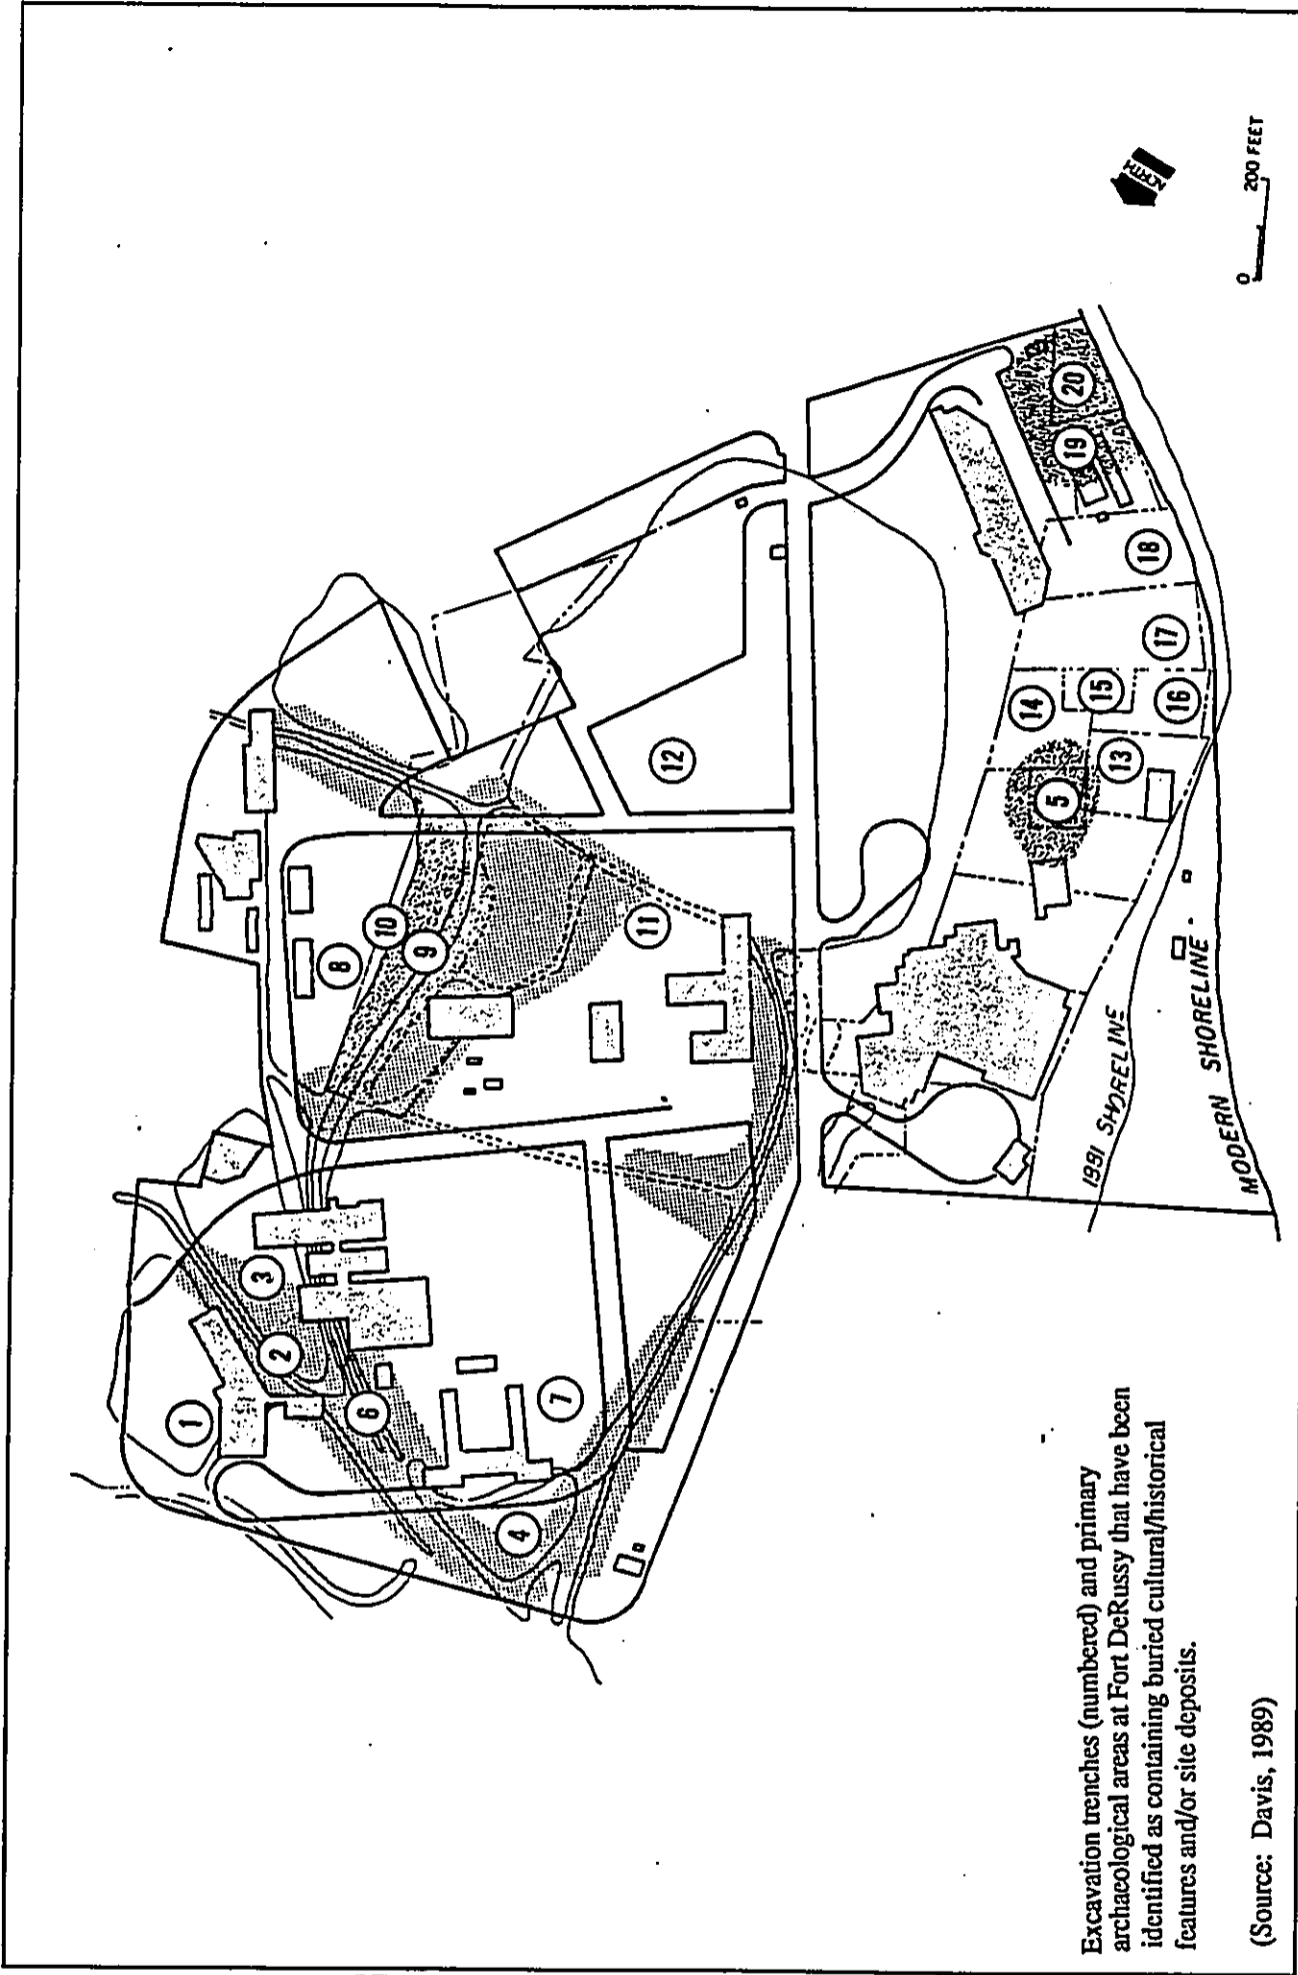 1
2
3
4
6
7
8
9
10
11
12
5
13
14
15
16
17
18
19
20
1991 SHORELINE
MODERN SHORELINE
NORTH
0 200 FEET
Excavation trenches (numbered) and primary
archaeological areas at Fort DeRussy that have been
identified as containing buried cultural/historical
features and/or site deposits.
(Source: Davis, 1989)